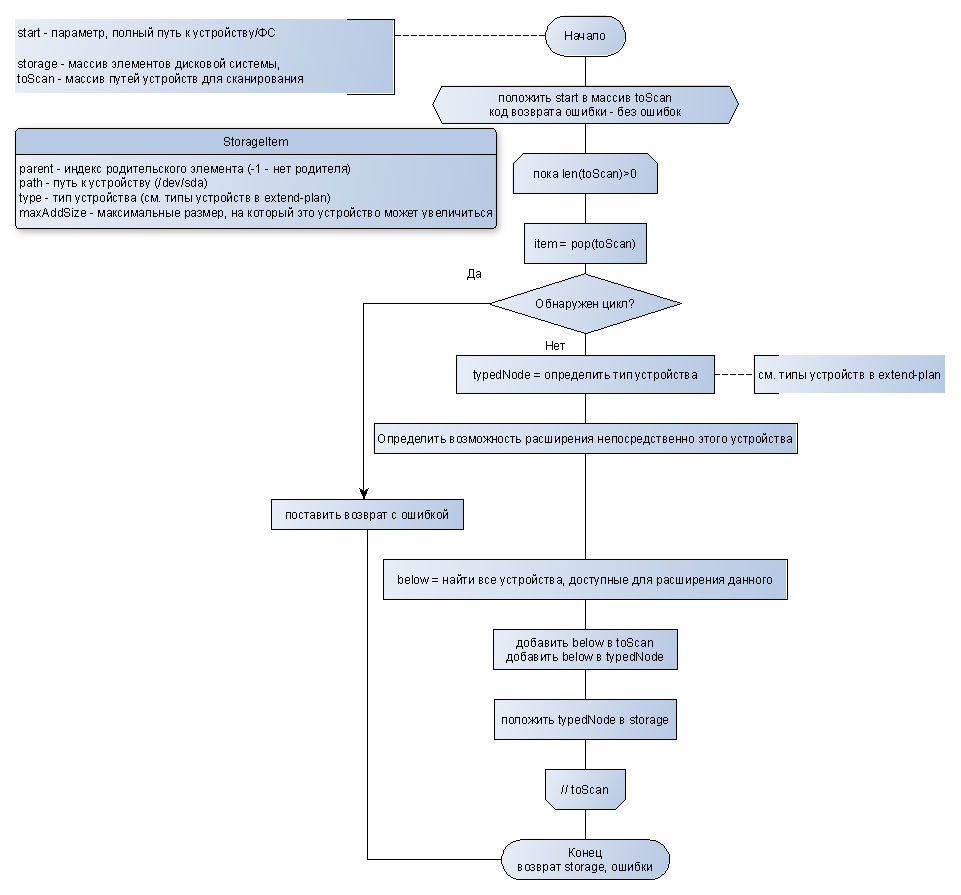 start - параметр, полный путь к устройству/ФС
storage - массив элементов дисковой системы,
toScan - массив путей устройств для сканирования
Начало
положить start в массив toScan
код возврата ошибки - без ошибок
StorageItem
parent - индекс родительского элемента (-1 - нет родителя)
path - путь к устройству (/dev/sda)
type - тип устройства (см. типы устройств в extend-plan)
maxAddSize - максимальные размер, на который это устройство может увеличиться
пока len(toScan)>0
item = pop(toScan)
Да
Обнаружен цикл?
Нет
typedNode = определить тип устройства
см. типы устройств в extend-plan
Определить возможность расширения непосредственно этого устройства
поставить возврат с ошибкой
below = найти все устройства, доступные для расширения данного
добавить below в toScan
добавить below в typedNode
положить typedNode в storage
// toScan
Конец
возврат storage, ошибки